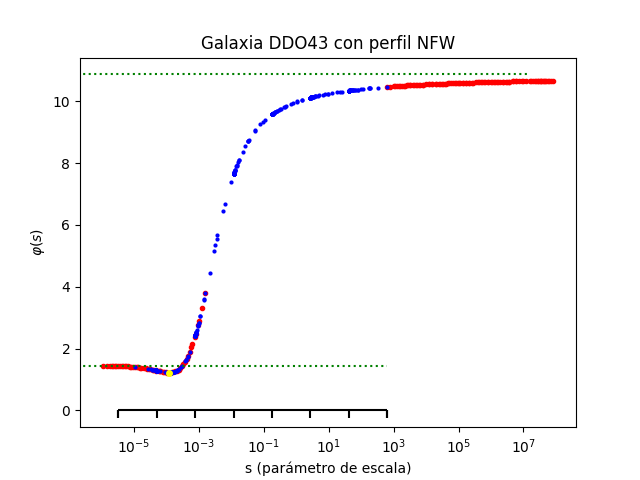 Galaxia DDO43 con perfil NFW
φ(s)
10
8
6
4
2
0
10⁻⁵ 10⁻³ 10⁻¹ 10¹ 10³ 10⁵ 10⁷
s (parámetro de escala)